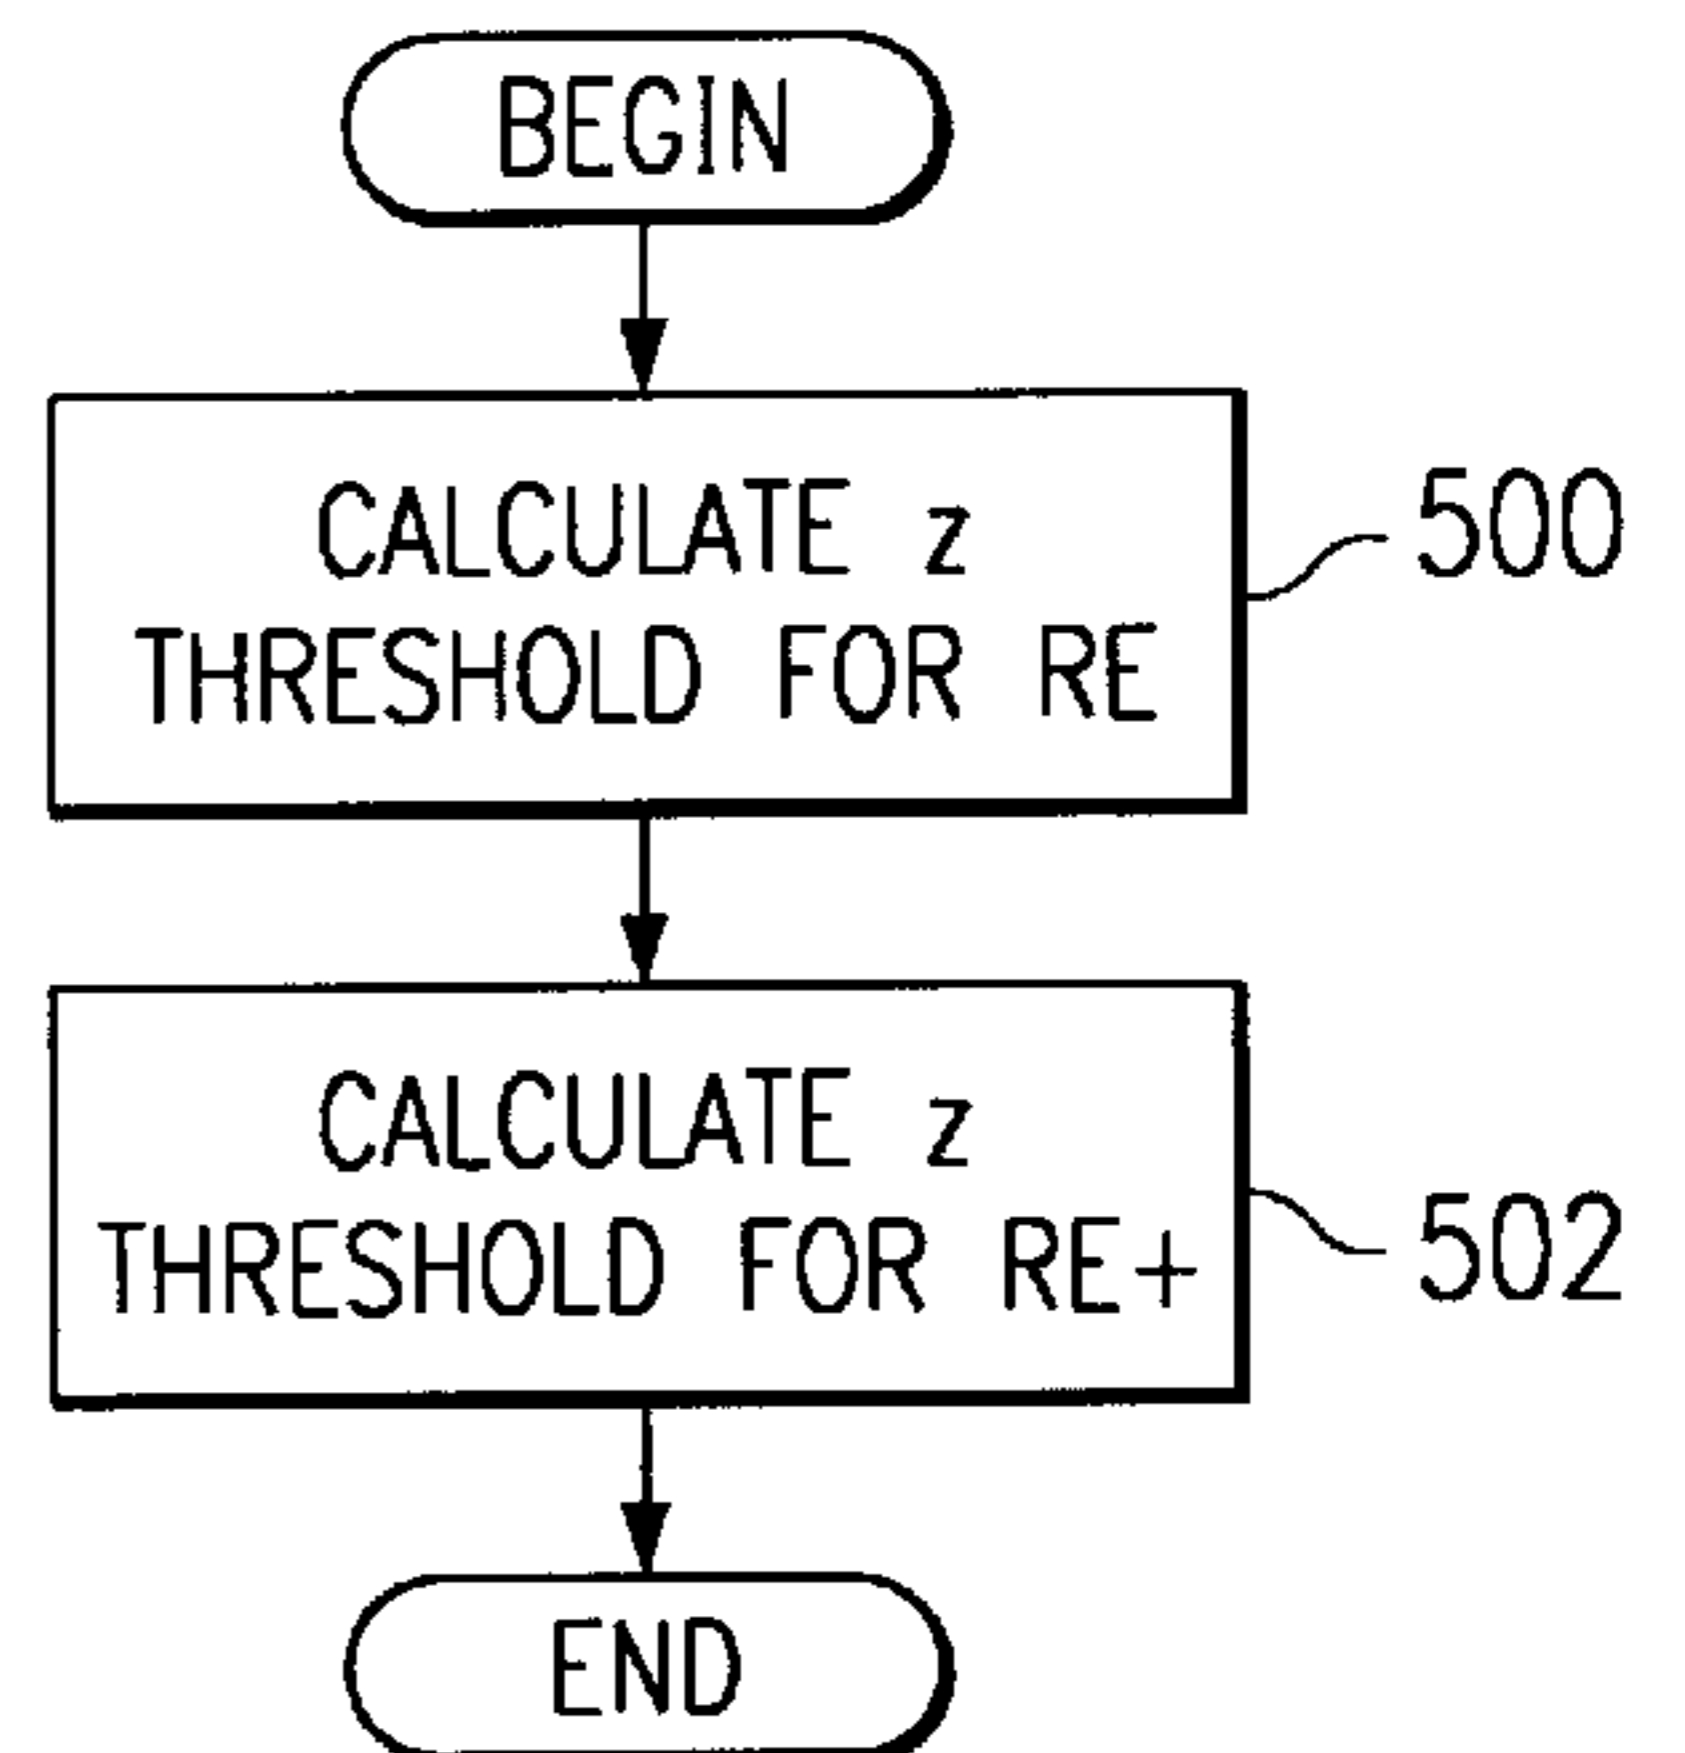 BEGIN
CALCULATE z
THRESHOLD FOR RE
500
CALCULATE z
THRESHOLD FOR RE+
502
END